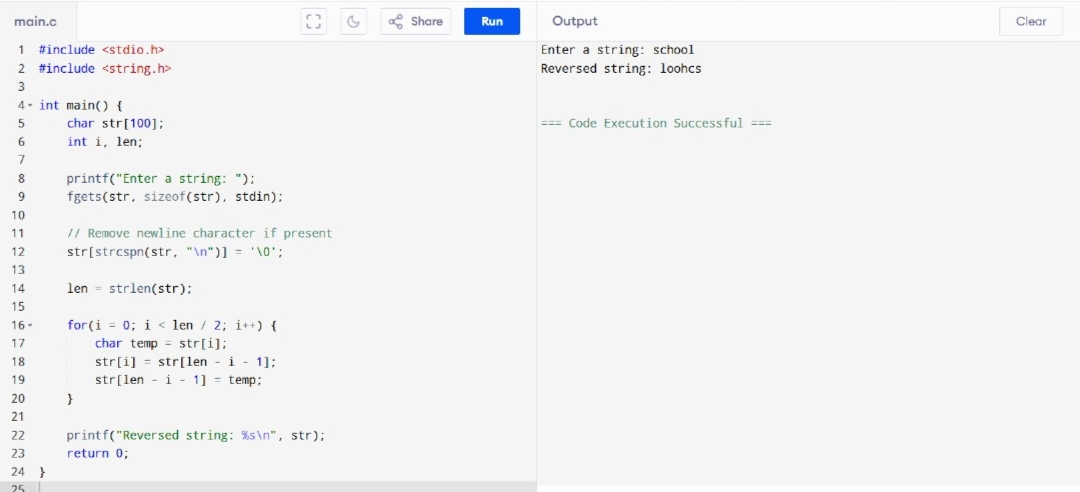 main.c
Share
Run
Output
Clear
1 #include <stdio.h>
2 #include <string.h>
3
4 int main() {
5     char str[100];
6     int i, len;
7
8     printf("Enter a string: ");
9     fgets(str, sizeof(str), stdin);
10
11     // Remove newline character if present
12     str[strcspn(str, "\n")] = '\0';
13
14     len = strlen(str);
15
16     for(i = 0; i < len / 2; i++) {
17         char temp = str[i];
18         str[i] = str[len - i - 1];
19         str[len - i - 1] = temp;
20     }
21
22     printf("Reversed string: %s\n", str);
23     return 0;
24 }
25
Enter a string: school
Reversed string: loohcs
=== Code Execution Successful ===